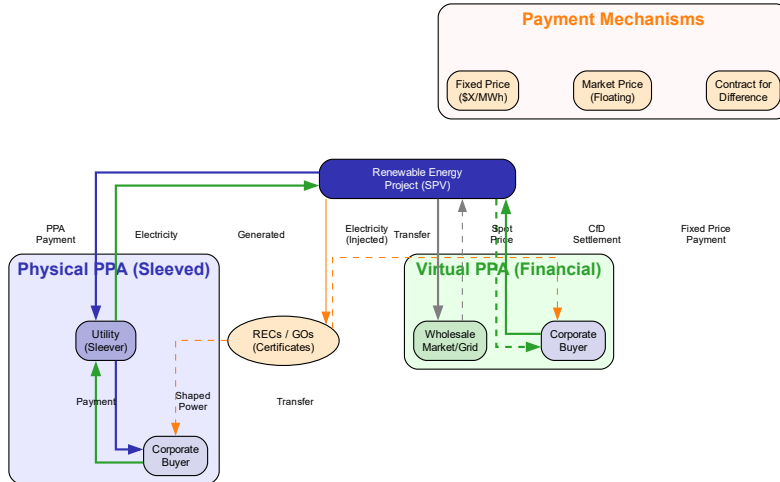 Payment Mechanisms
Fixed Price
($X/MWh)
Market Price
(Floating)
Contract for
Difference
Renewable Energy
Project (SPV)
PPA
Payment
Electricity
Generated
Electricity
(Injected)
Transfer
Spot
Price
CfD
Settlement
Fixed Price
Payment
Physical PPA (Sleeved)
Virtual PPA (Financial)
Utility
(Sleever)
RECs / GOs
(Certificates)
Wholesale
Market/Grid
Corporate
Buyer
Payment
Shaped
Power
Transfer
Corporate
Buyer